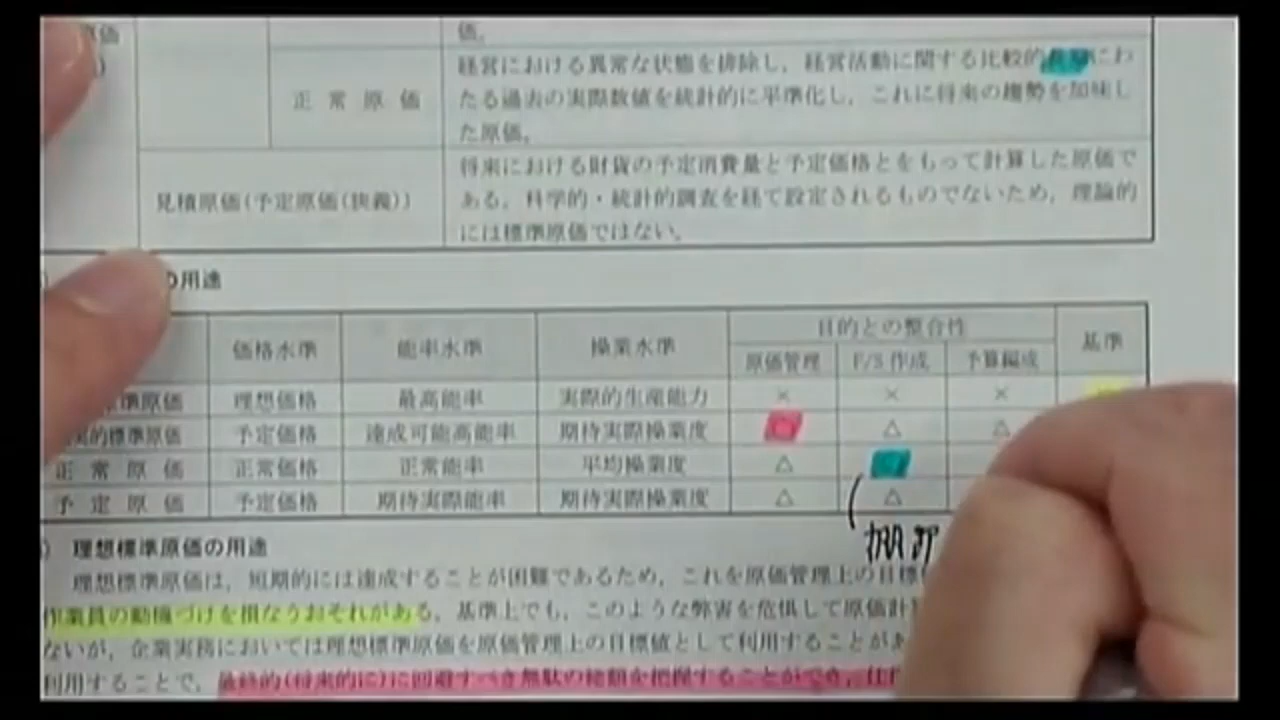 価。
正常原価
経営における異常な状態を排除し,経営活動に関する比較的長期にわ
たる過去の実際数値を統計的に平準化し,これに将来の趨勢を加味し
た原価。
見積原価(予定原価(狭義))
将来における財貨の予定消費量と予定価格とをもって計算した原価で
ある。科学的・統計的調査を経て設定されるものでないため,理論的
には標準原価ではない。
の用途
価格水準 能率水準 操業水準 目的との整合性 基準
原価管理 F/S作成 予算編成
準原価 理想価格 最高能率 実際的生産能力 × × ×
的標準原価 予定価格 達成可能高能率 期待実際操業度 ○ △ △
正常原価 正常価格 正常能率 平均操業度 △ ○
予定原価 予定価格 期待実際能率 期待実際操業度 △ △
理想標準原価の用途
理想標準原価は,短期的には達成することが困難であるため,これを原価管理上の目標
作業員の動機づけを損なうおそれがある。基準上でも,このような弊害を危惧して原価計
ないが,企業実務においては理想標準原価を原価管理上の目標値として利用することがあ
利用することで,最終的(将来的に)に回避すべき無駄の総額を把握することができ,